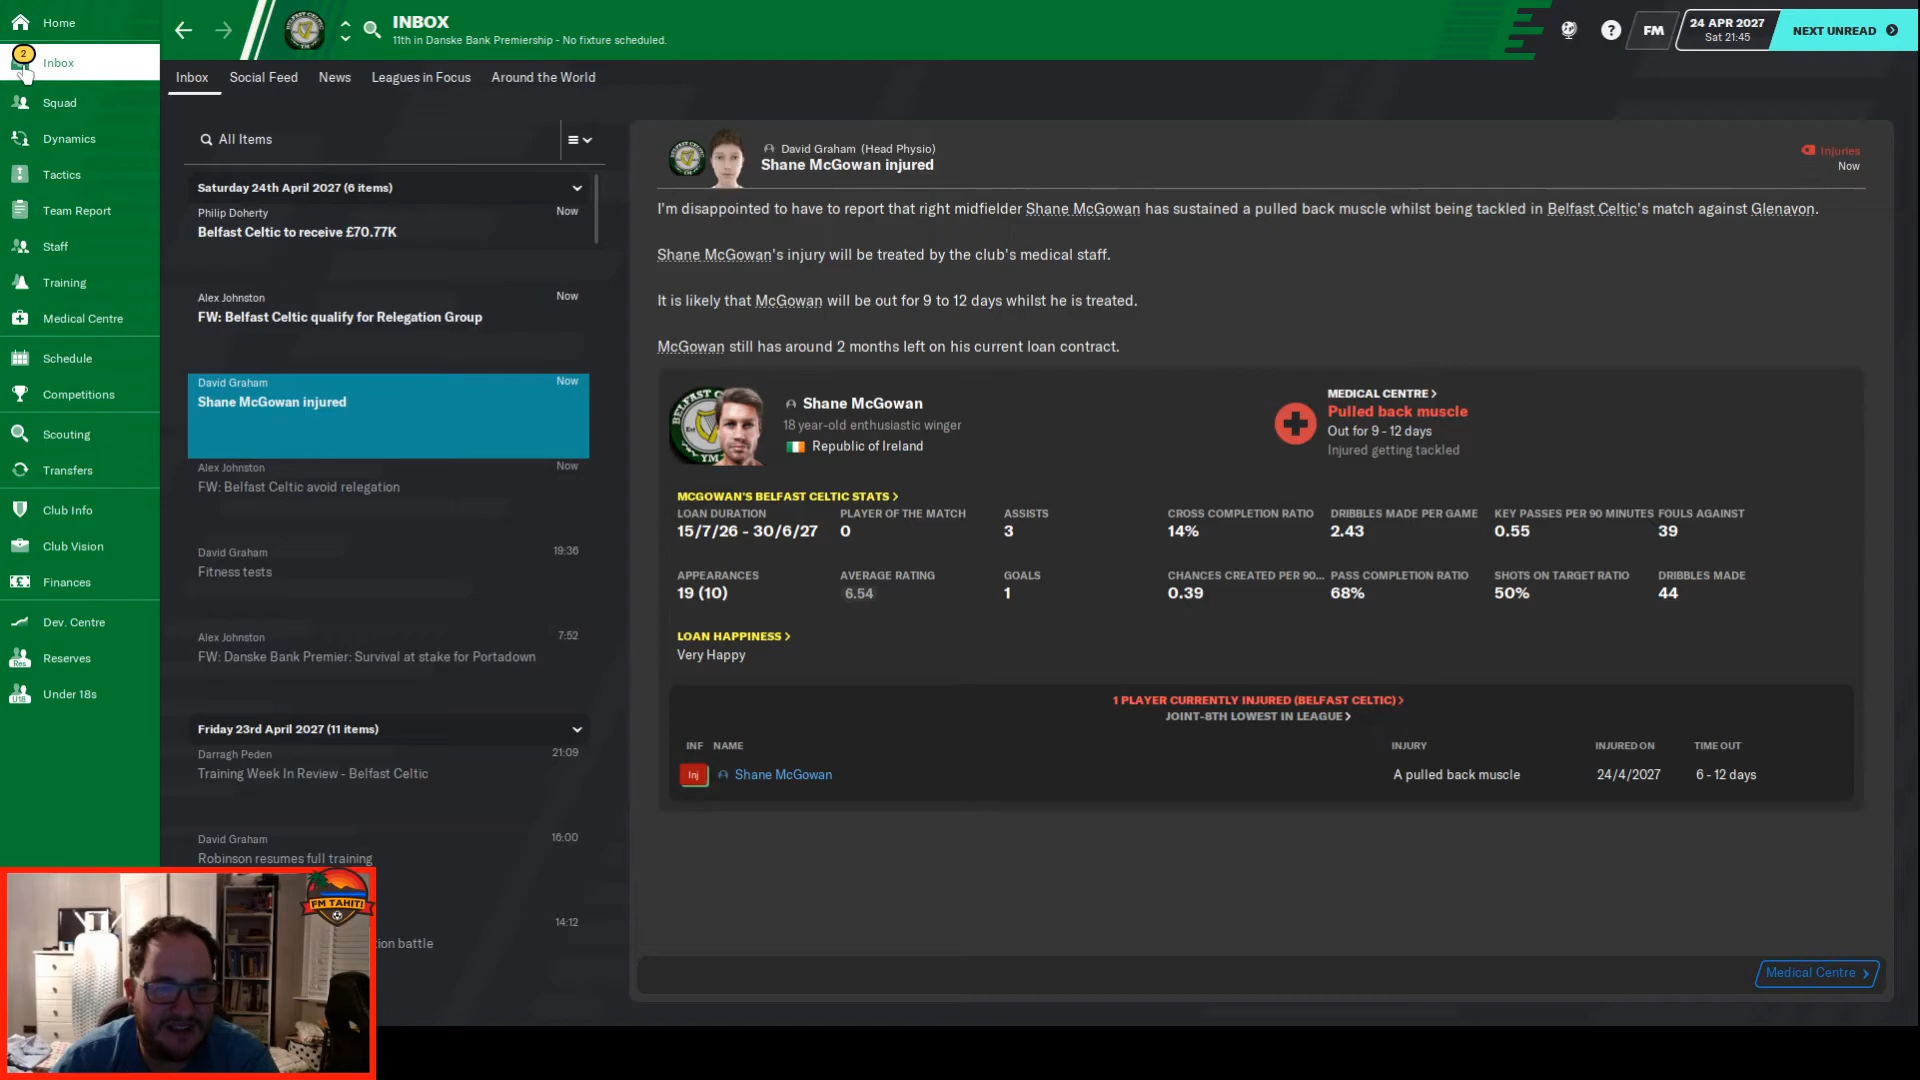 Home
2
Inbox
Squad
Dynamics
Tactics
Team Report
Staff
Training
Medical Centre
Schedule
Competitions
Scouting
Transfers
Club Info
Club Vision
Finances
Dev. Centre
Res
Reserves
U18
Under 18s
INBOX
11th in Danske Bank Premiership - No fixture scheduled.
FM
24 APR 2027
Sat 21:45
NEXT UNREAD
Inbox
Social Feed
News
Leagues in Focus
Around the World
All Items
Saturday 24th April 2027 (6 items)
Philip Doherty
Now
Belfast Celtic to receive £70.77K
Alex Johnston
Now
FW: Belfast Celtic qualify for Relegation Group
David Graham
Now
Shane McGowan injured
Alex Johnston
Now
FW: Belfast Celtic avoid relegation
David Graham
19:36
Fitness tests
Alex Johnston
7:52
FW: Danske Bank Premier: Survival at stake for Portadown
Friday 23rd April 2027 (11 items)
Darragh Peden
21:09
Training Week In Review - Belfast Celtic
David Graham
16:00
Robinson resumes full training
14:12
ion battle
David Graham (Head Physio)
Shane McGowan injured
Injuries
Now
I'm disappointed to have to report that right midfielder Shane McGowan has sustained a pulled back muscle whilst being tackled in Belfast Celtic's match against Glenavon.
Shane McGowan's injury will be treated by the club's medical staff.
It is likely that McGowan will be out for 9 to 12 days whilst he is treated.
McGowan still has around 2 months left on his current loan contract.
Shane McGowan
18 year-old enthusiastic winger
Republic of Ireland
MEDICAL CENTRE >
Pulled back muscle
Out for 9 - 12 days
Injured getting tackled
MCGOWAN'S BELFAST CELTIC STATS >
LOAN DURATION PLAYER OF THE MATCH ASSISTS CROSS COMPLETION RATIO DRIBBLES MADE PER GAME KEY PASSES PER 90 MINUTES FOULS AGAINST
15/7/26 - 30/6/27 0 3 14% 2.43 0.55 39
APPEARANCES AVERAGE RATING GOALS CHANCES CREATED PER 90... PASS COMPLETION RATIO SHOTS ON TARGET RATIO DRIBBLES MADE
19 (10) 6.54 1 0.39 68% 50% 44
LOAN HAPPINESS >
Very Happy
1 PLAYER CURRENTLY INJURED (BELFAST CELTIC) >
JOINT-8TH LOWEST IN LEAGUE >
INF NAME INJURY INJURED ON TIME OUT
Inj Shane McGowan A pulled back muscle 24/4/2027 6 - 12 days
Medical Centre >
FM TAHITI